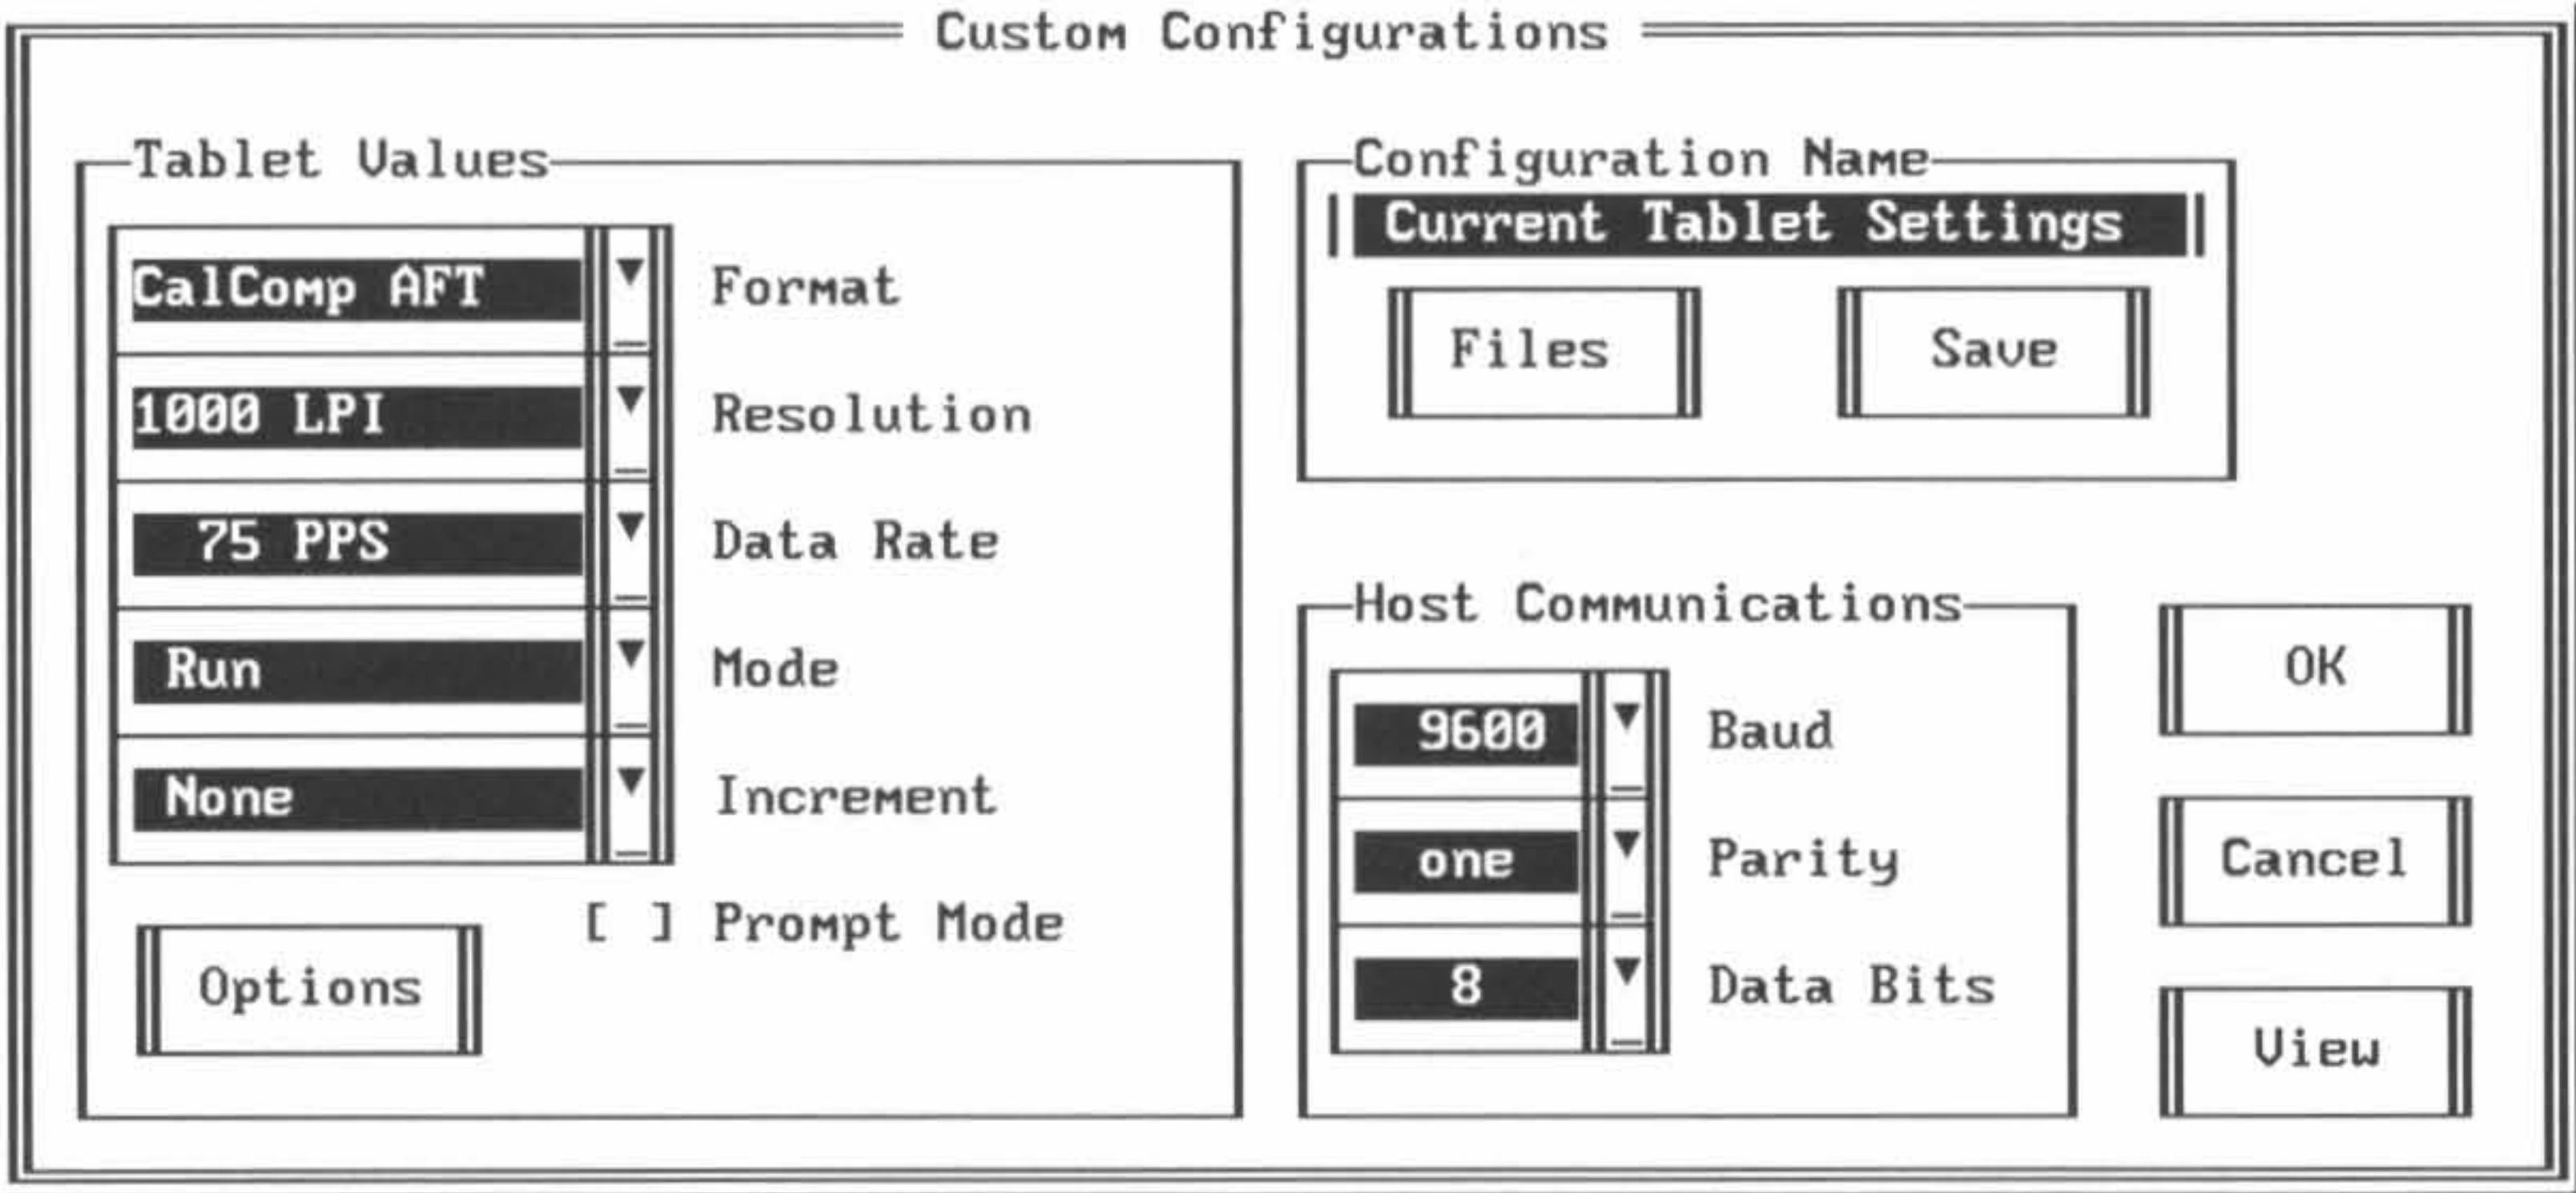 Custom Configurations
Tablet Values
CalComp AFT Format
1000 LPI Resolution
75 PPS Data Rate
Run Mode
None Increment
[ ] Prompt Mode
Options
Configuration Name
Current Tablet Settings
Files Save
Host Communications
9600 Baud
one Parity
8 Data Bits
OK
Cancel
View